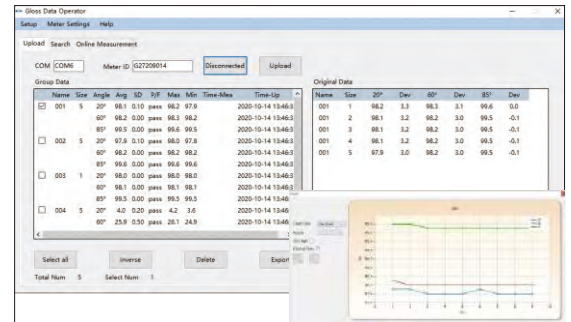 Gloss Data Operator
Setup Meter Settings Help
Upload Search Online Measurement
COM COM6 Meter ID G27209014 Disconnected Upload
Group Data
Name Size Angle Avg SD P/F Max Min Time-Mea Time-Up
001 5 20° 98.1 0.10 pass 98.2 97.9 2020-10-14 13:46:3
60° 98.2 0.00 pass 98.3 98.2 2020-10-14 13:46:3
85° 99.5 0.00 pass 99.6 99.5 2020-10-14 13:46:3
002 5 20° 97.9 0.10 pass 98.0 97.8 2020-10-14 13:46:3
60° 98.2 0.00 pass 98.2 98.2 2020-10-14 13:46:3
85° 99.6 0.00 pass 99.6 99.6 2020-10-14 13:46:3
003 1 20° 98.0 0.00 pass 98.0 98.0 2020-10-14 13:46:3
60° 98.1 0.00 pass 98.1 98.1 2020-10-14 13:46:3
85° 99.5 0.00 pass 99.5 99.5 2020-10-14 13:46:3
004 5 20° 4.0 0.20 pass 4.2 3.6 2020-10-14 13:46
60° 25.9 0.50 pass 26.1 24.9 2020-10-14 13:46
Original Data
Name Size 20° Dev 60° Dev 85° Dev
001 1 98.2 3.3 98.3 3.1 99.6 0.0
001 2 98.1 3.2 98.2 3.0 99.5 -0.1
001 3 98.1 3.2 98.2 3.0 99.5 -0.1
001 4 98.1 3.2 98.2 3.0 99.5 -0.1
001 5 97.9 3.0 98.2 3.0 99.5 -0.1
Select all Inverse Delete Export
Total Num 5 Select Num 1